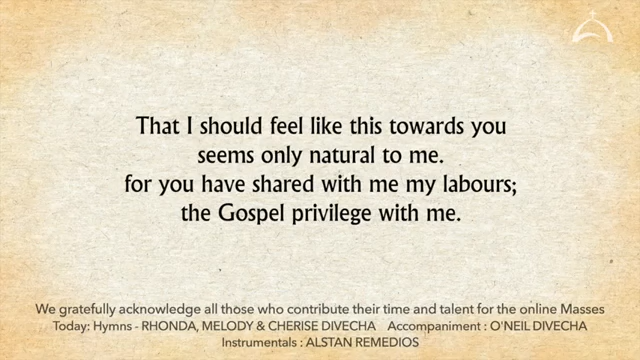 That I should feel like this towards you
seems only natural to me.
for you have shared with me my labours;
the Gospel privilege with me.
We gratefully acknowledge all those who contribute their time and talent for the online Masses
Today: Hymns - RHONDA, MELODY & CHERISE DIVECHA Accompaniment : O'NEIL DIVECHA
Instrumentals : ALSTAN REMEDIOS